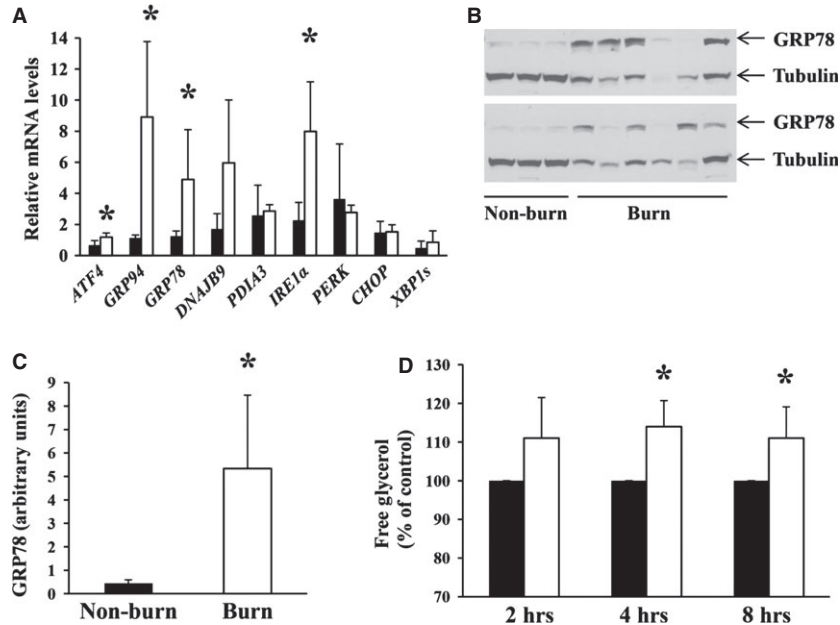 A
Relative mRNA levels
16
14
12
10
8
6
4
2
0
*
*
*
*
ATF4
GRP94
GRP78
DNAJB9
PDIA3
IRE1α
PERK
CHOP
XBP1s
B
GRP78
Tubulin
GRP78
Tubulin
Non-burn Burn
C
GRP78 (arbitrary units)
9
8
7
6
5
4
3
2
1
0
*
Non-burn Burn
D
Free glycerol
(% of control)
130
120
110
100
90
80
70
* *
2 hrs 4 hrs 8 hrs